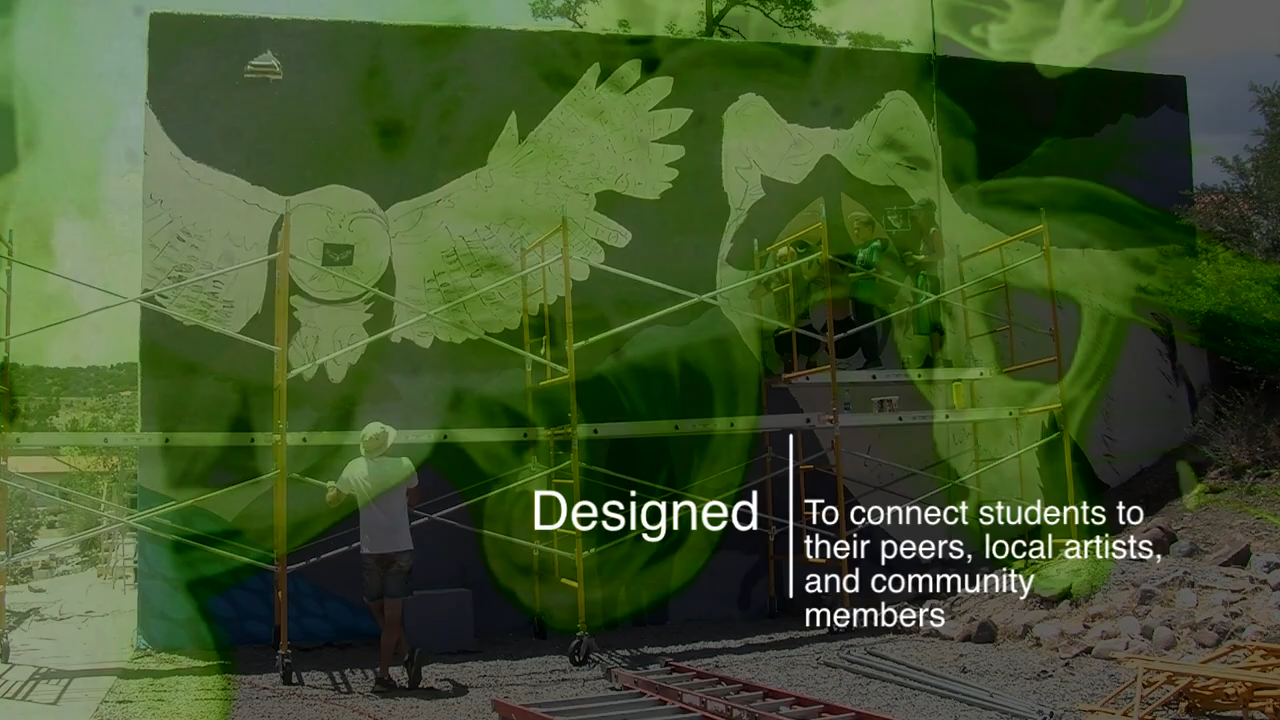 Designed
To connect students to
their peers, local artists,
and community
members